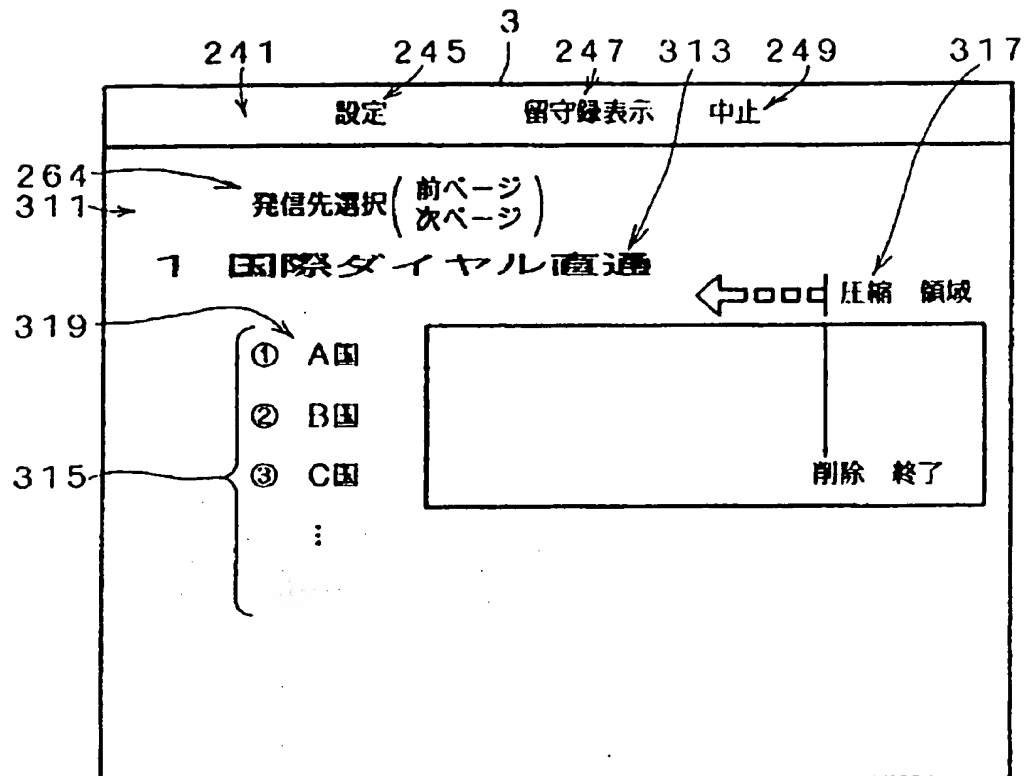 3
241 245 247 313 249 317
設定 留守録表示 中止
264
311
発信先選択(前ページ
次ページ)
1 国際ダイヤル直通
圧縮 領域
319
① A国
② B国
315
③ C国
削除 終了
⋮